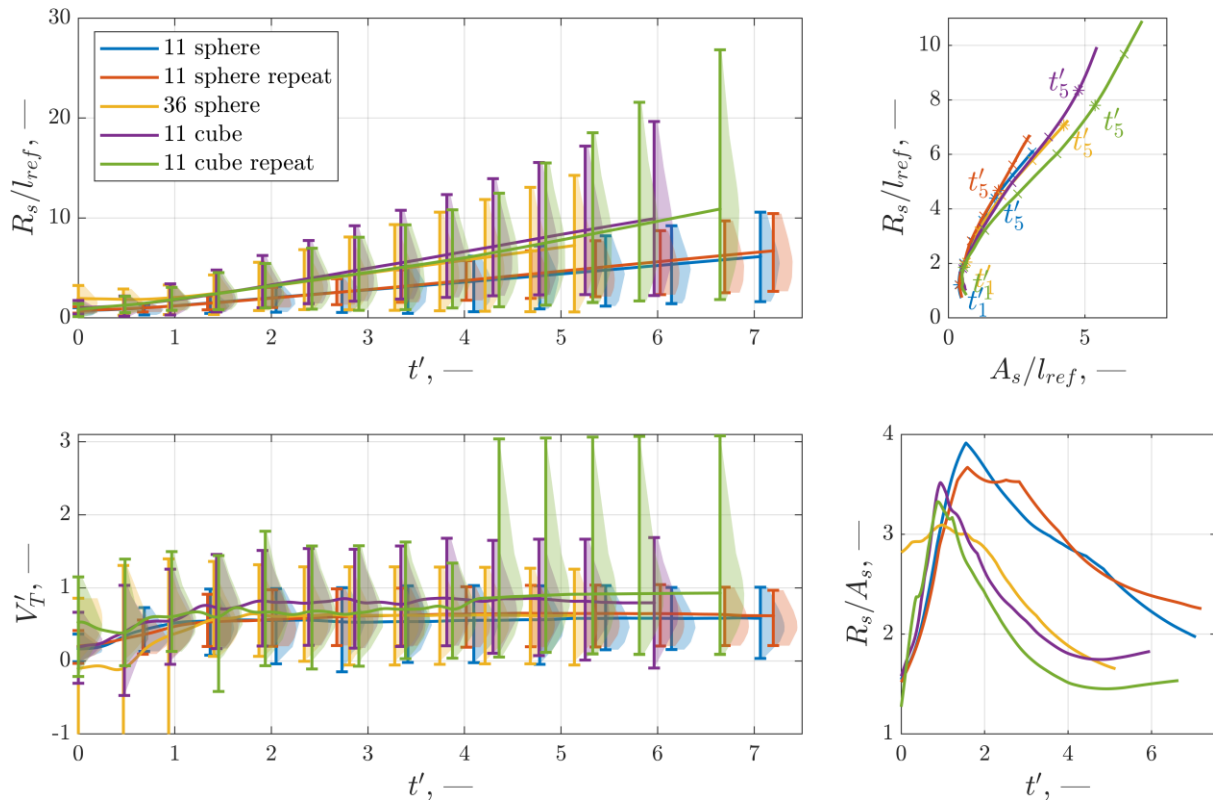 30
20
10
0
R_s/l_ref, —
11 sphere
11 sphere repeat
36 sphere
11 cube
11 cube repeat
0 1 2 3 4 5 6 7
t′, —
10
8
6
4
2
0
R_s/l_ref, —
t′_5
t′_5
t′_5
t′_5
t′_5
t′_1
t′_1
0 5
A_s/l_ref, —
3
2
1
0
-1
V′_T, —
0 1 2 3 4 5 6 7
t′, —
4
3
2
1
R_s/A_s, —
0 2 4 6
t′, —